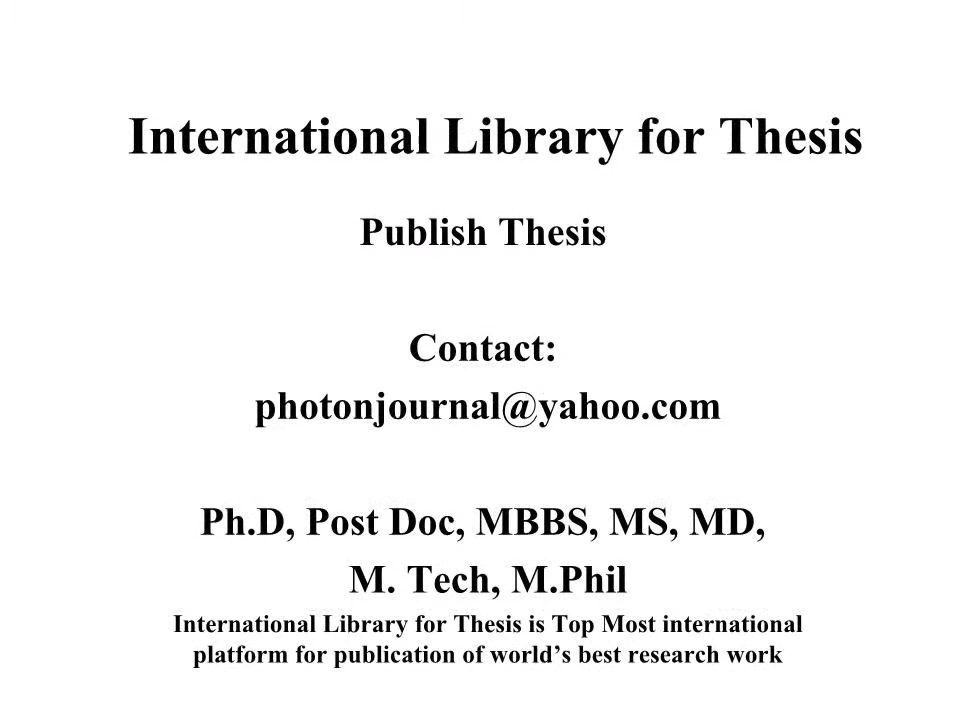 International Library for Thesis
Publish Thesis
Contact:
photonjournal@yahoo.com
Ph.D, Post Doc, MBBS, MS, MD,
M. Tech, M.Phil
International Library for Thesis is Top Most international
platform for publication of world’s best research work